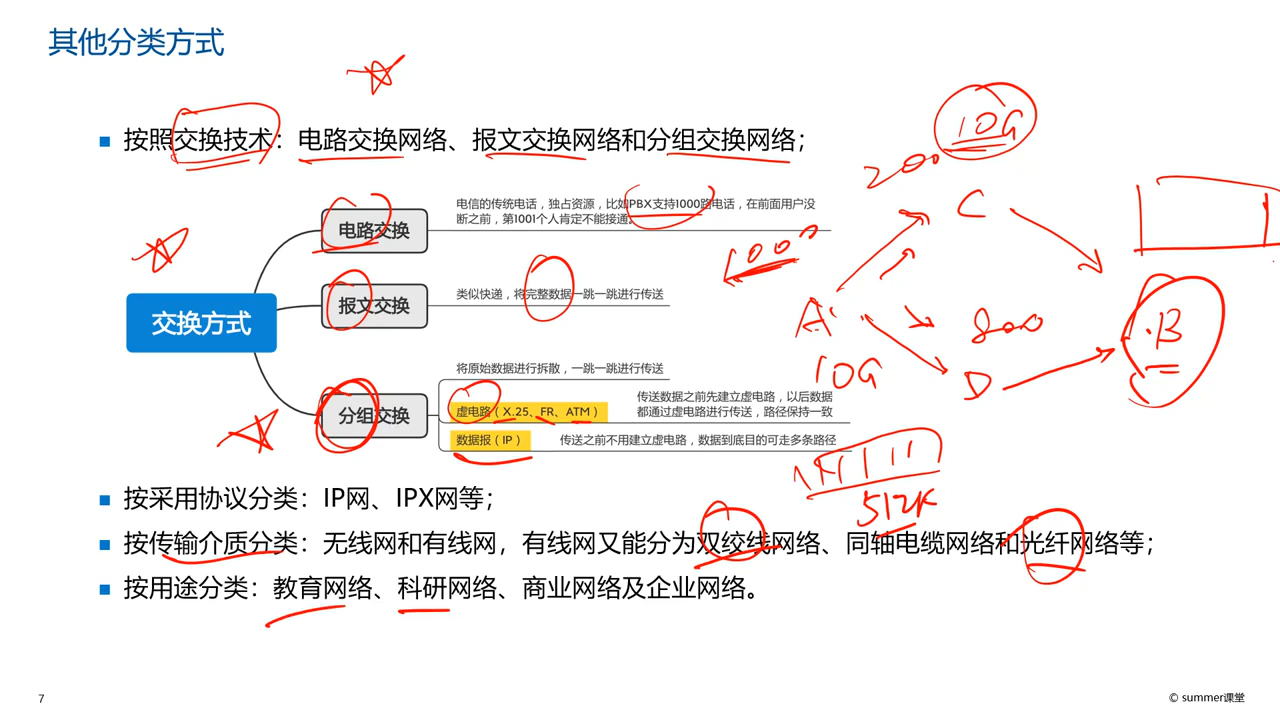 其他分类方式
按照交换技术：电路交换网络、报文交换网络和分组交换网络；
电信的传统电话，独占资源，比如PBX支持1000路电话，在前面用户没
断之前，第1001个人肯定不能接通。
电路交换
类似快递，将完整数据一跳一跳进行传送
报文交换
交换方式
将原始数据进行拆散，一跳一跳进行传送
分组交换
虚电路（X.25、FR、ATM）
传送数据之前先建立虚电路，以后数据
都通过虚电路进行传送，路径保持一致
数据报（IP）
传送之前不用建立虚电路，数据到底目的可走多条路径
10G
200
C
1000
A
800
B
10G
D
512K
按采用协议分类：IP网、IPX网等；
按传输介质分类：无线网和有线网，有线网又能分为双绞线网络、同轴电缆网络和光纤网络等；
按用途分类：教育网络、科研网络、商业网络及企业网络。
7
© summer课堂